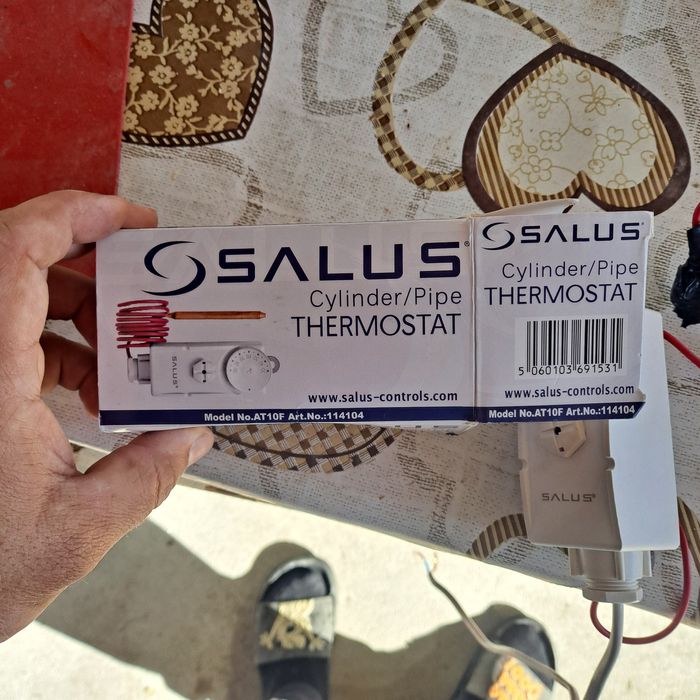 SALUS®
Cylinder/Pipe
THERMOSTAT
SALUS®
www.salus-controls.com
Model No.AT10F Art.No.:114104
SALUS®
Cylinder/Pipe
THERMOSTAT
5 060103 691531
www.salus-controls.com
Model No.AT10F Art.No.:114104
SALUS®